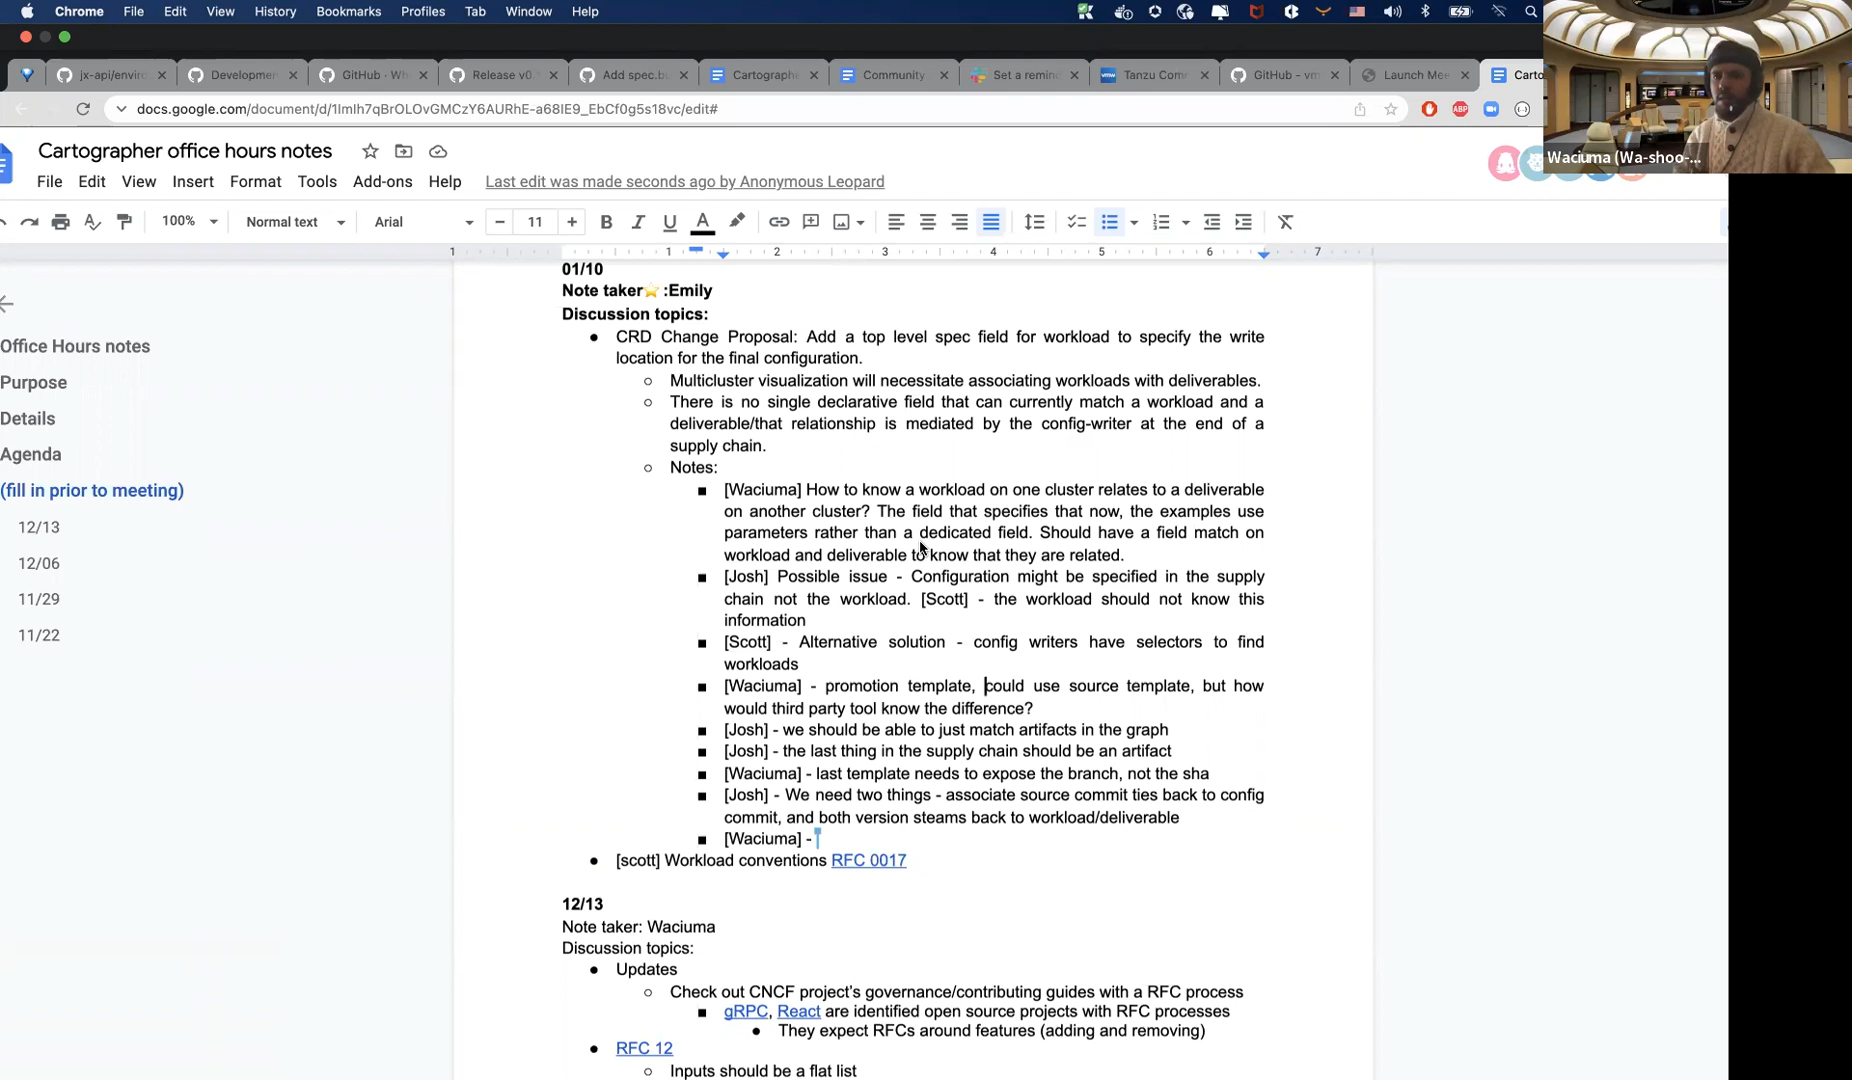 Chrome File Edit View History Bookmarks Profiles Tab Window Help
jx-api/enviro Developmen GitHub - Wh Release v0. Add spec.bu Cartographe Community Set a remin Tanzu Com GitHub - vm Launch Mee Carto
docs.google.com/document/d/1ImIh7qBrOLOvGMCzY6AURhE-a68IE9_EbCf0g5s18vc/edit#
Waciuma (Wa-shoo-...
Cartographer office hours notes
File Edit View Insert Format Tools Add-ons Help Last edit was made seconds ago by Anonymous Leopard
100% Normal text Arial 11
1 1 2 3 4 5 6 7
Office Hours notes
Purpose
Details
Agenda
(fill in prior to meeting)
12/13
12/06
11/29
11/22
01/10
Note taker⭐ :Emily
Discussion topics:
● CRD Change Proposal: Add a top level spec field for workload to specify the write
location for the final configuration.
○ Multicluster visualization will necessitate associating workloads with deliverables.
○ There is no single declarative field that can currently match a workload and a
deliverable/that relationship is mediated by the config-writer at the end of a
supply chain.
○ Notes:
■ [Waciuma] How to know a workload on one cluster relates to a deliverable
on another cluster? The field that specifies that now, the examples use
parameters rather than a dedicated field. Should have a field match on
workload and deliverable to know that they are related.
■ [Josh] Possible issue - Configuration might be specified in the supply
chain not the workload. [Scott] - the workload should not know this
information
■ [Scott] - Alternative solution - config writers have selectors to find
workloads
■ [Waciuma] - promotion template, could use source template, but how
would third party tool know the difference?
■ [Josh] - we should be able to just match artifacts in the graph
■ [Josh] - the last thing in the supply chain should be an artifact
■ [Waciuma] - last template needs to expose the branch, not the sha
■ [Josh] - We need two things - associate source commit ties back to config
commit, and both version steams back to workload/deliverable
■ [Waciuma] -
● [scott] Workload conventions RFC 0017
12/13
Note taker: Waciuma
Discussion topics:
● Updates
○ Check out CNCF project's governance/contributing guides with a RFC process
■ gRPC, React are identified open source projects with RFC processes
● They expect RFCs around features (adding and removing)
● RFC 12
○ Inputs should be a flat list